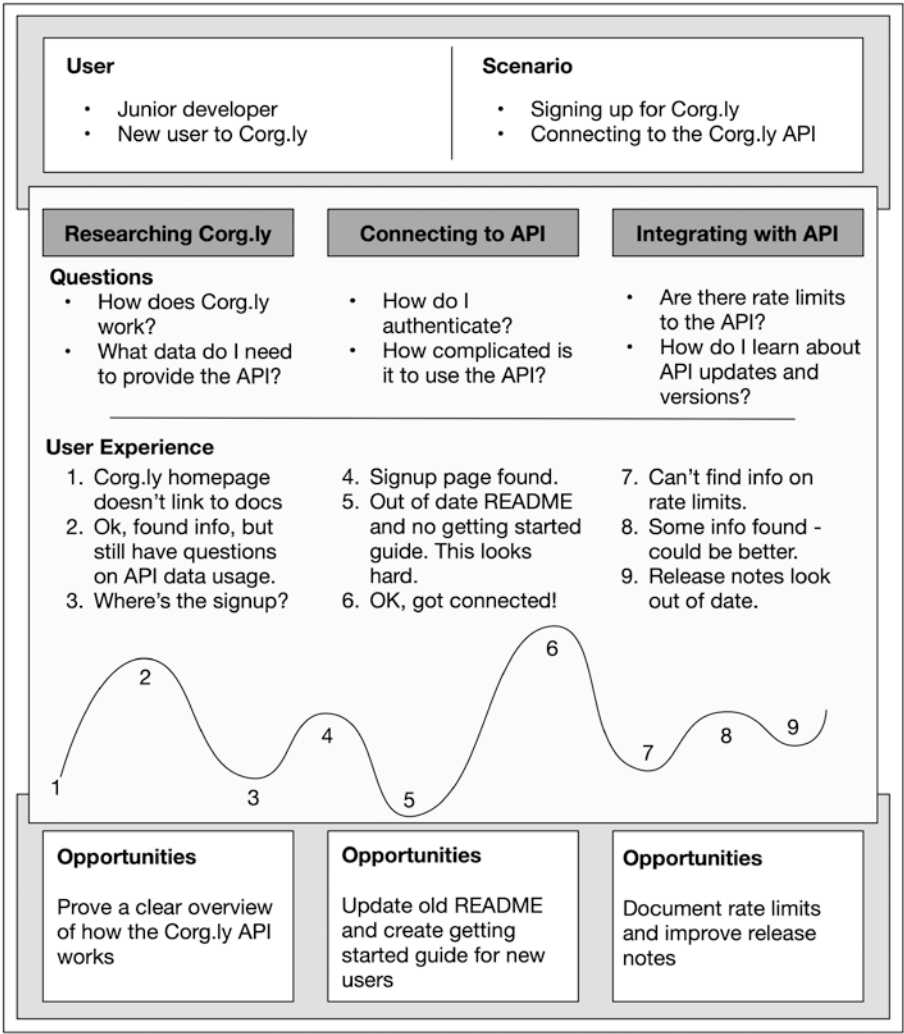 User
• Junior developer
• New user to Corg.ly
Scenario
• Signing up for Corg.ly
• Connecting to the Corg.ly API
Researching Corg.ly
Connecting to API
Integrating with API
Questions
• How does Corg.ly
work?
• What data do I need
to provide the API?
• How do I
authenticate?
• How complicated is
it to use the API?
• Are there rate limits
to the API?
• How do I learn about
API updates and
versions?
User Experience
1. Corg.ly homepage
doesn't link to docs
2. Ok, found info, but
still have questions
on API data usage.
3. Where's the signup?
4. Signup page found.
5. Out of date README
and no getting started
guide. This looks
hard.
6. OK, got connected!
7. Can't find info on
rate limits.
8. Some info found -
could be better.
9. Release notes look
out of date.
1
2
3
4
5
6
7
8
9
Opportunities
Prove a clear overview
of how the Corg.ly API
works
Opportunities
Update old README
and create getting
started guide for new
users
Opportunities
Document rate limits
and improve release
notes